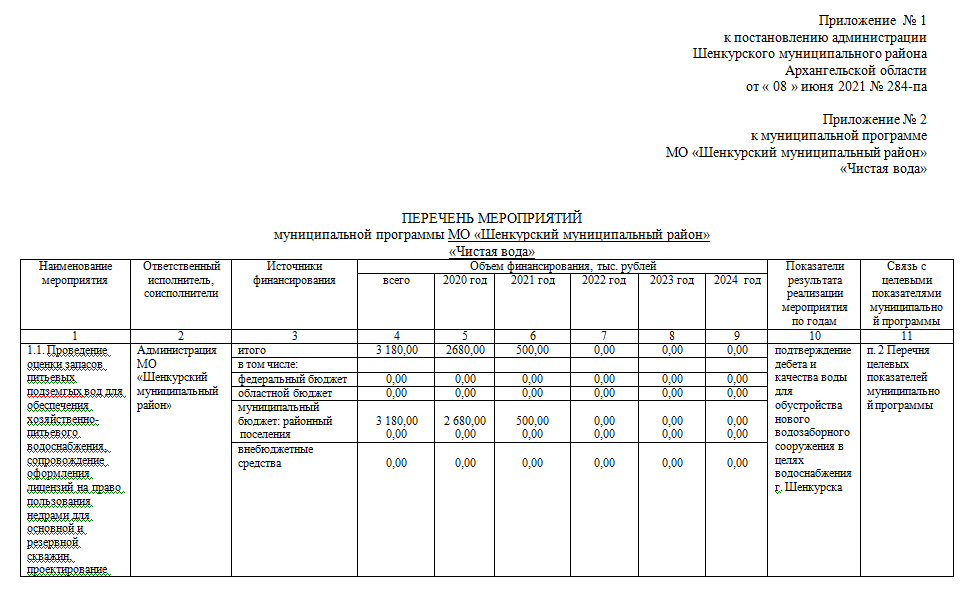 Приложение № 1
к постановлению администрации
Шенкурского муниципального района
Архангельской области
от « 08 » июня 2021 № 284-па
Приложение № 2
к муниципальной программе
МО «Шенкурский муниципальный район»
«Чистая вода»
ПЕРЕЧЕНЬ МЕРОПРИЯТИЙ
муниципальной программы МО «Шенкурский муниципальный район»
«Чистая вода»
Наименование
мероприятия
Ответственный
исполнитель,
соисполнители
Источники
финансирования
Объем финансирования, тыс. рублей
всего 2020 год 2021 год 2022 год 2023 год 2024 год
Показатели
результата
реализации
мероприятия
по годам
Связь с
целевыми
показателями
муниципально
й программы
1 2 3 4 5 6 7 8 9 10 11
1.1. Проведение
оценки запасов
питьевых
подземгых вод для
обеспечения
хозяйственно-
питьевого
водоснабжения,
сопровождение
оформления
лицензий на право
пользования
недрами для
основной и
резервной
скважин,
проектирование
Администрация
МО
«Шенкурский
муниципальный
район»
итого 3 180,00 2680,00 500,00 0,00 0,00 0,00
в том числе:
федеральный бюджет 0,00 0,00 0,00 0,00 0,00 0,00
областной бюджет 0,00 0,00 0,00 0,00 0,00 0,00
муниципальный
бюджет: районный 3 180,00 2 680,00 500,00 0,00 0,00 0,00
поселения 0,00 0,00 0,00 0,00 0,00 0,00
внебюджетные
средства 0,00 0,00 0,00 0,00 0,00 0,00
подтверждение
дебета и
качества воды
для
обустройства
нового
водозаборного
сооружения в
целях
водоснабжения
г. Шенкурска
п. 2 Перечня
целевых
показателей
муниципально
й программы